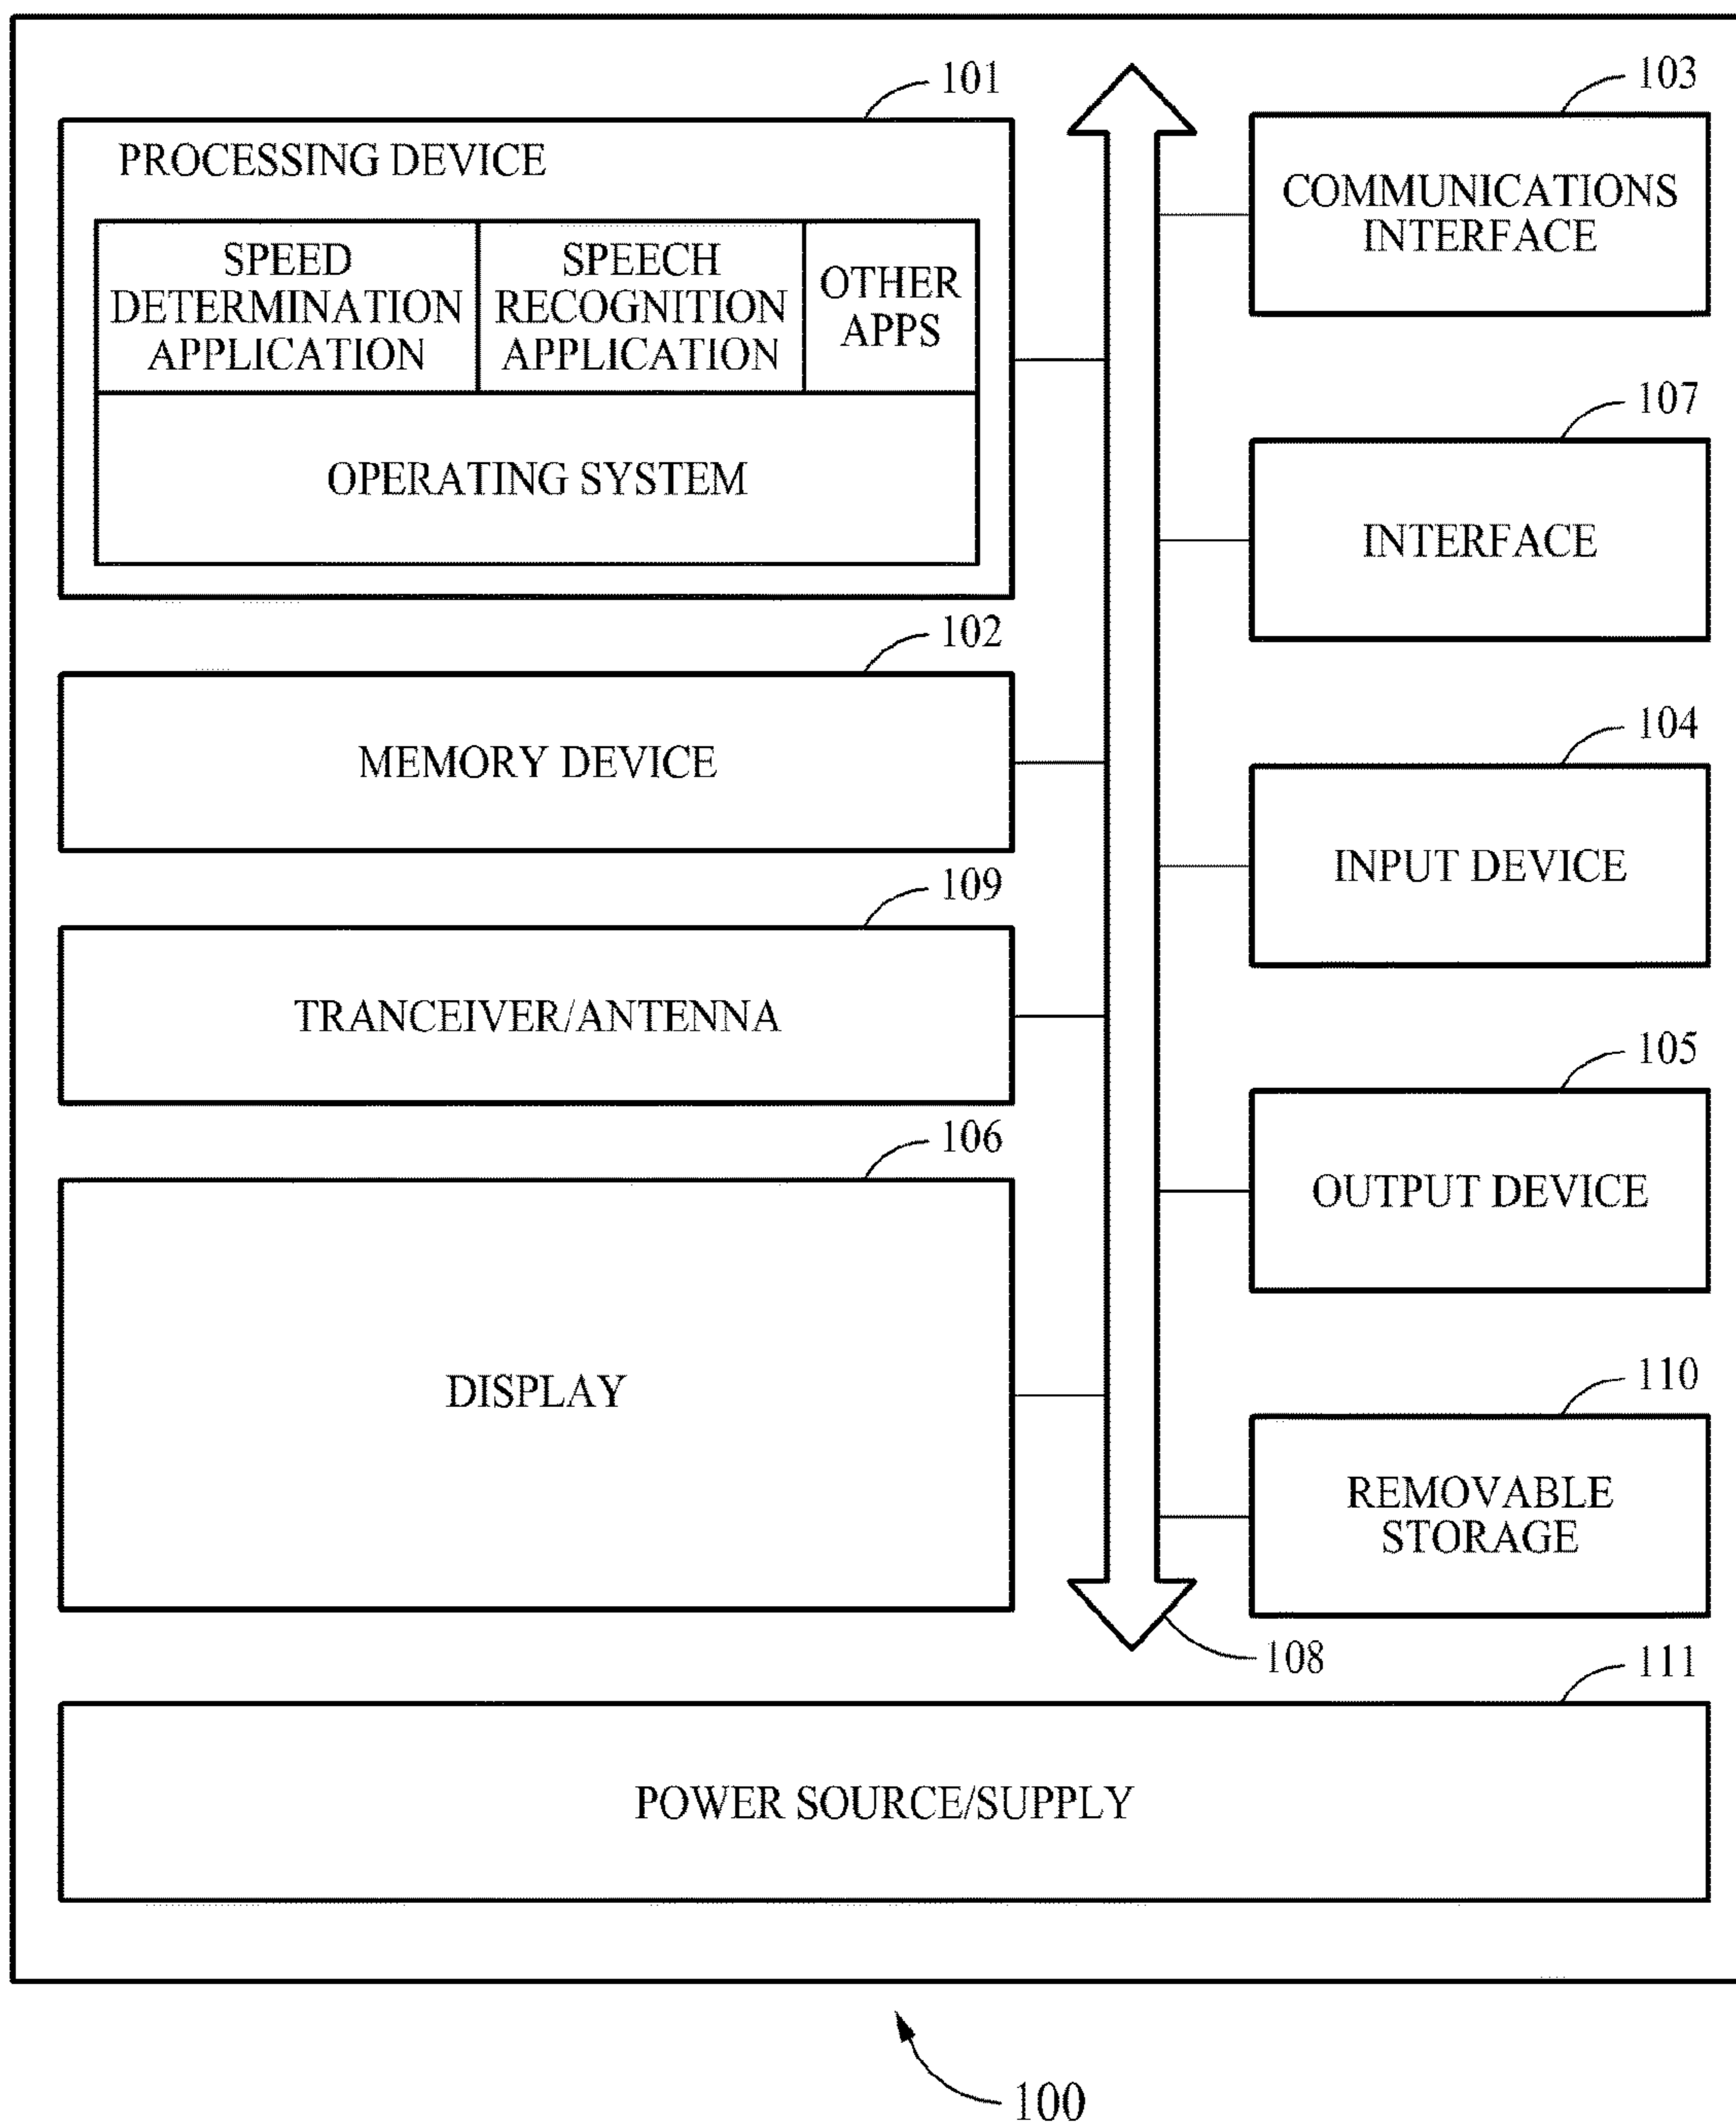 101
PROCESSING DEVICE
SPEED
DETERMINATION
APPLICATION
SPEECH
RECOGNITION
APPLICATION
OTHER
APPS
OPERATING SYSTEM
102
MEMORY DEVICE
109
TRANCEIVER/ANTENNA
106
DISPLAY
103
COMMUNICATIONS
INTERFACE
107
INTERFACE
104
INPUT DEVICE
105
OUTPUT DEVICE
110
REMOVABLE
STORAGE
108
111
POWER SOURCE/SUPPLY
100